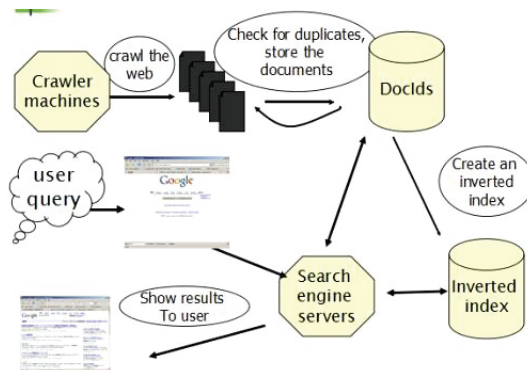 Crawler
machines
crawl the
web
Check for duplicates,
store the
documents
DocIds
user
query
Google
Create an
inverted
index
Search
engine
servers
Inverted
index
Show results
To user
Google